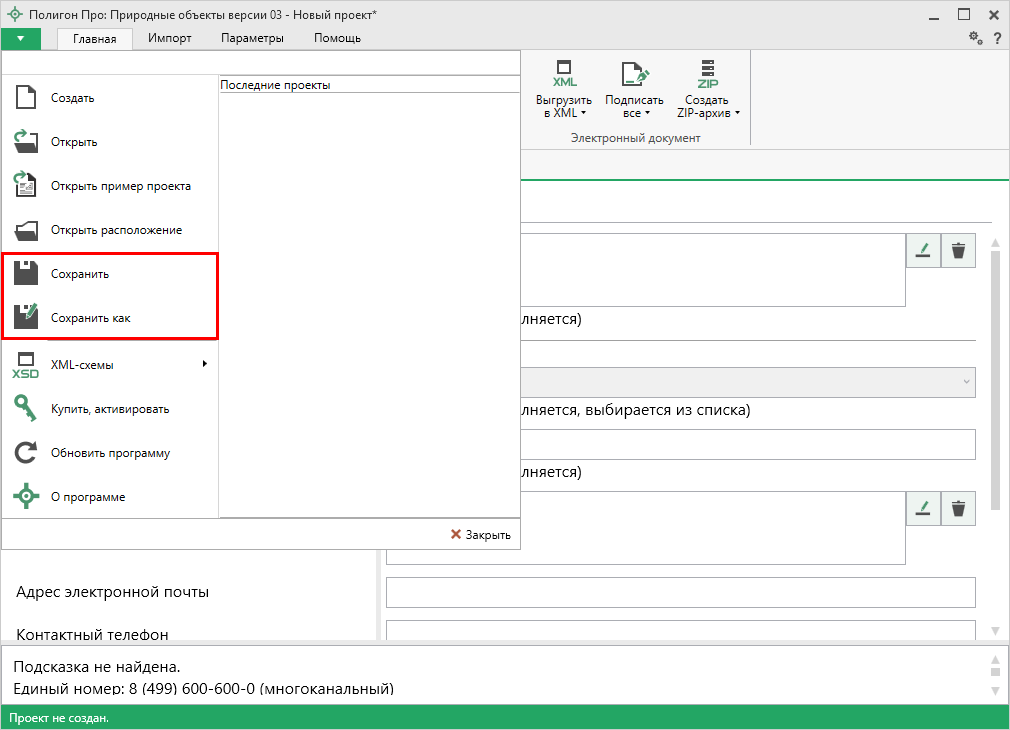 Полигон Про: Природные объекты версии 03 - Новый проект*
Главная
Импорт
Параметры
Помощь
?
Последние проекты
Создать
Открыть
Открыть пример проекта
Открыть расположение
Сохранить
Сохранить как
XSD
XML-схемы
Купить, активировать
Обновить программу
О программе
Закрыть
XML
Выгрузить
в XML
Подписать
все
ZIP
Создать
ZIP-архив
Электронный документ
лняется)
лняется, выбирается из списка)
лняется)
Адрес электронной почты
Контактный телефон
Подсказка не найдена.
Единый номер: 8 (499) 600-600-0 (многоканальный)
Проект не создан.